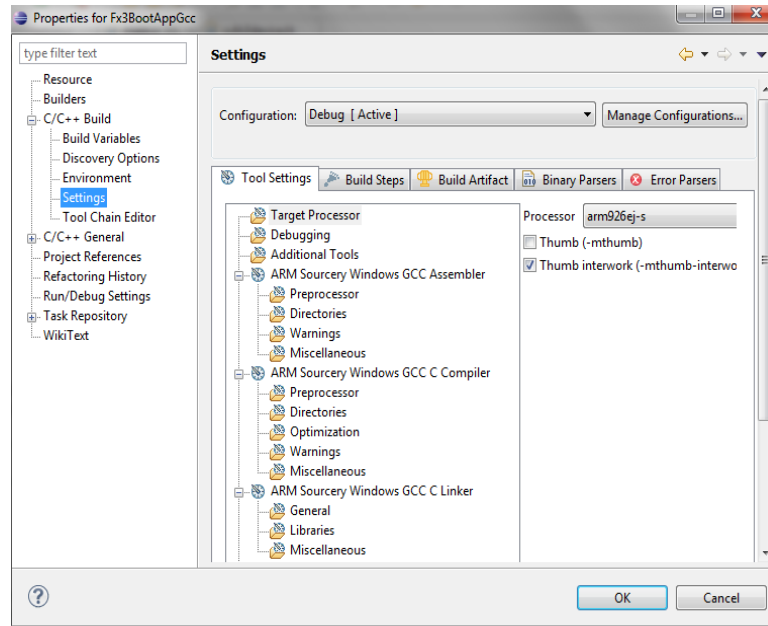 Properties for Fx3BootAppGcc
type filter text
Resource
Builders
C/C++ Build
Build Variables
Discovery Options
Environment
Settings
Tool Chain Editor
C/C++ General
Project References
Refactoring History
Run/Debug Settings
Task Repository
WikiText
Settings
Configuration: Debug [ Active ] Manage Configurations...
Tool Settings Build Steps Build Artifact Binary Parsers Error Parsers
Target Processor
Debugging
Additional Tools
ARM Sourcery Windows GCC Assembler
Preprocessor
Directories
Warnings
Miscellaneous
ARM Sourcery Windows GCC C Compiler
Preprocessor
Directories
Optimization
Warnings
Miscellaneous
ARM Sourcery Windows GCC C Linker
General
Libraries
Miscellaneous
Processor arm926ej-s
Thumb (-mthumb)
Thumb interwork (-mthumb-interwo
OK Cancel